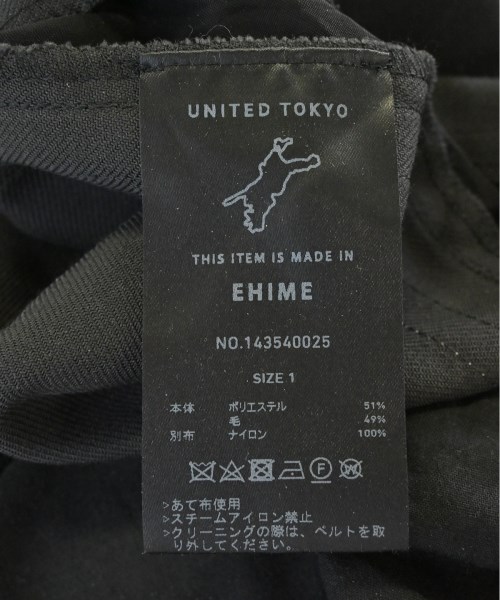 UNITED TOKYO
THIS ITEM IS MADE IN
EHIME
NO.143540025
SIZE 1
本体 ポリエステル 51%
毛 49%
別布 ナイロン 100%
F W
>あて布使用
>スチームアイロン禁止
>クリーニングの際は、ベルトを取
り外してください。